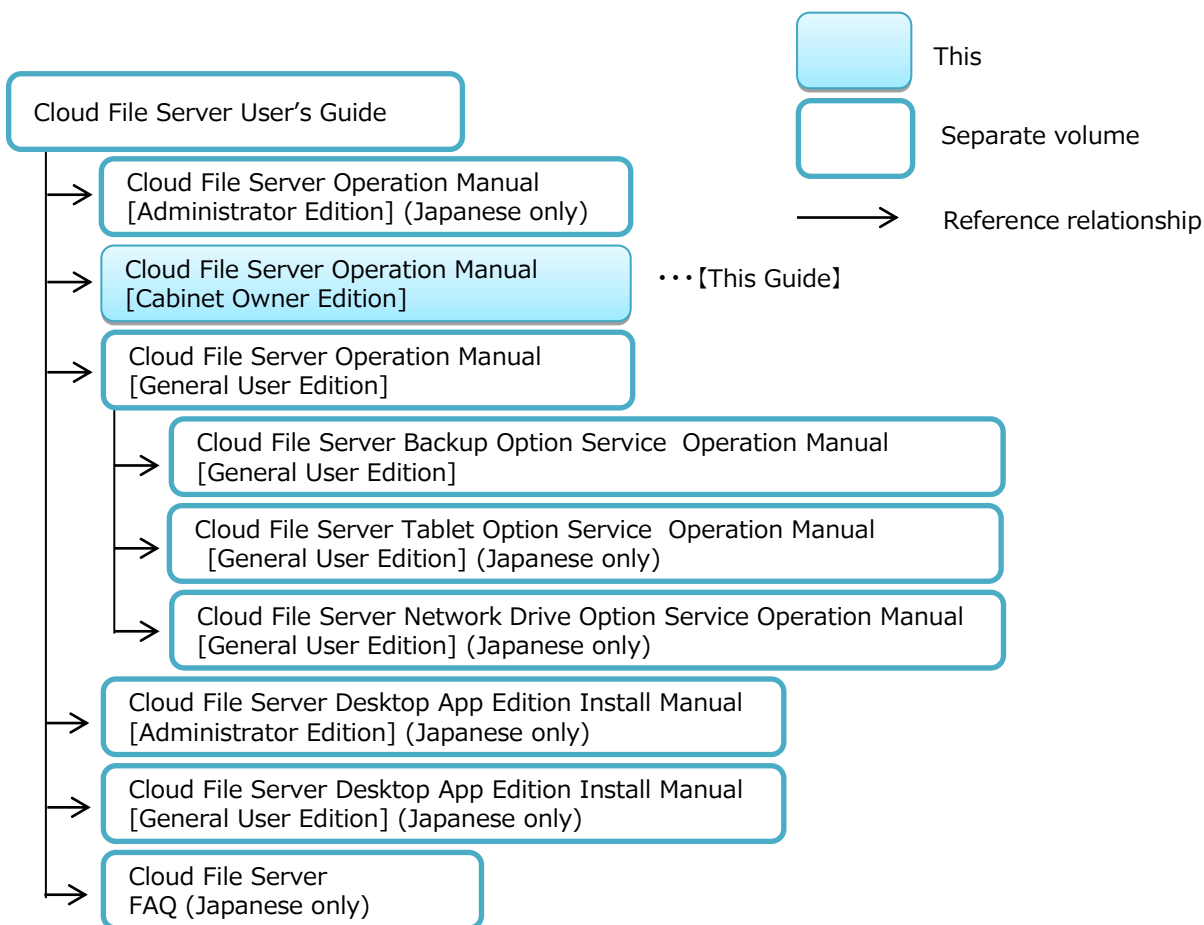 This
Cloud File Server User’s Guide
Separate volume
Cloud File Server Operation Manual
[Administrator Edition] (Japanese only)
Reference relationship
Cloud File Server Operation Manual
[Cabinet Owner Edition]
・・・【This Guide】
Cloud File Server Operation Manual
[General User Edition]
Cloud File Server Backup Option Service  Operation Manual
[General User Edition]
Cloud File Server Tablet Option Service  Operation Manual
[General User Edition] (Japanese only)
Cloud File Server Network Drive Option Service Operation Manual
[General User Edition] (Japanese only)
Cloud File Server Desktop App Edition Install Manual
[Administrator Edition] (Japanese only)
Cloud File Server Desktop App Edition Install Manual
[General User Edition] (Japanese only)
Cloud File Server
FAQ (Japanese only)